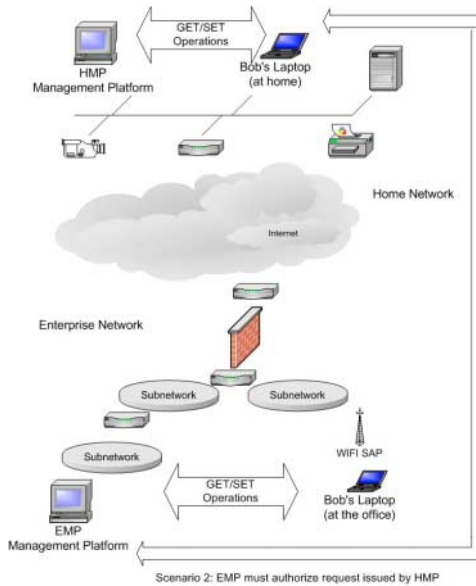 GET/SET
Operations
HMP
Management Platform
Bob's Laptop
(at home)
Home Network
Internet
Enterprise Network
Subnetwork
Subnetwork
Subnetwork
WIFI SAP
GET/SET
Operations
EMP
Management Platform
Bob's Laptop
(at the office)
Scenario 2: EMP must authorize request issued by HMP